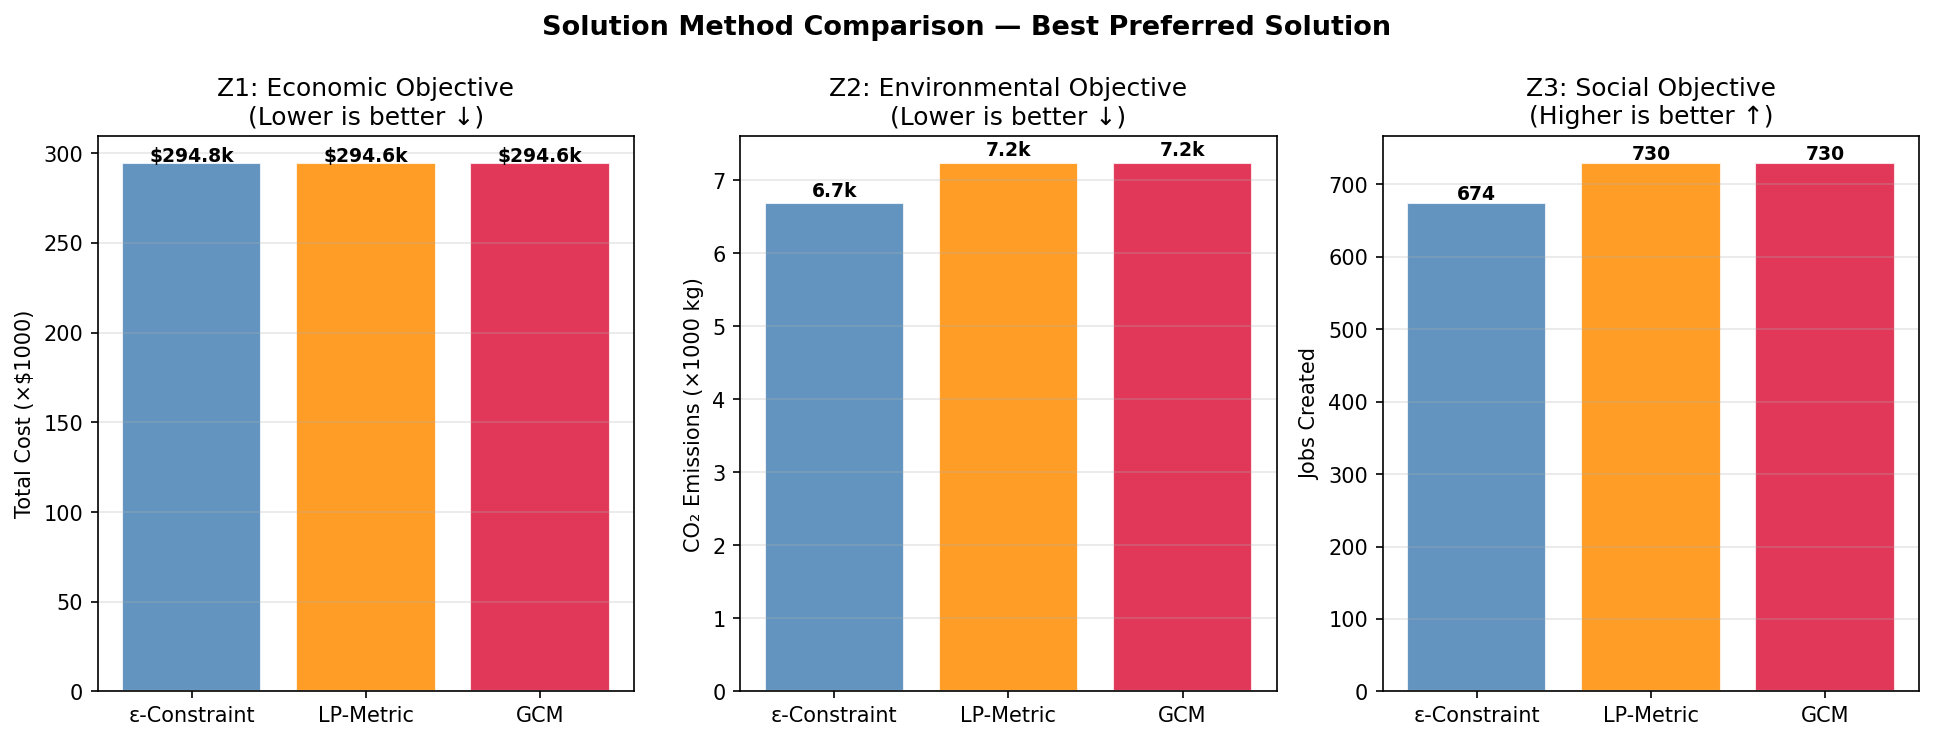 Solution Method Comparison — Best Preferred Solution
Z1: Economic Objective
(Lower is better ↓)
Total Cost (×$1000)
300
250
200
150
100
50
0
$294.8k
$294.6k
$294.6k
ε-Constraint
LP-Metric
GCM
Z2: Environmental Objective
(Lower is better ↓)
CO₂ Emissions (×1000 kg)
7
6
5
4
3
2
1
0
6.7k
7.2k
7.2k
ε-Constraint
LP-Metric
GCM
Z3: Social Objective
(Higher is better ↑)
Jobs Created
700
600
500
400
300
200
100
0
674
730
730
ε-Constraint
LP-Metric
GCM